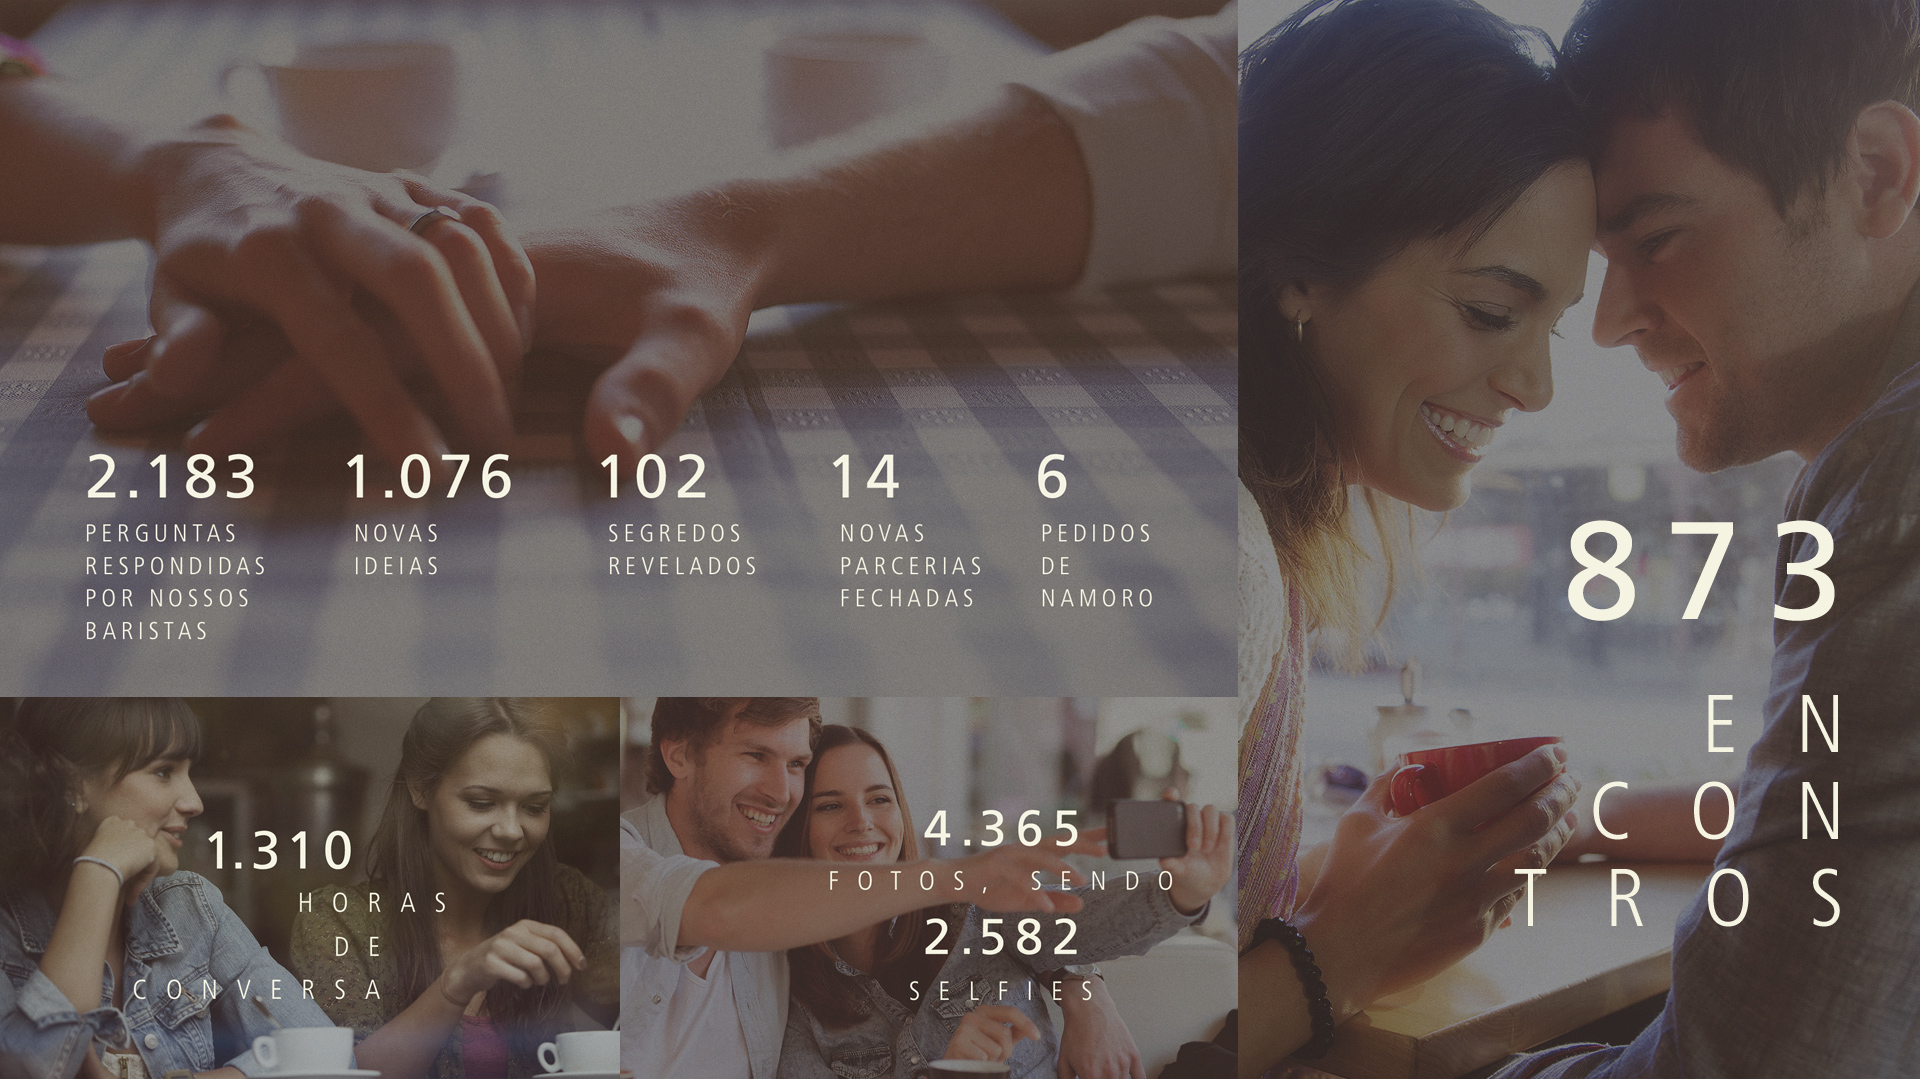 2.183
PERGUNTAS
RESPONDIDAS
POR NOSSOS
BARISTAS
1.076
NOVAS
IDEIAS
102
SEGREDOS
REVELADOS
14
NOVAS
PARCERIAS
FECHADAS
6
PEDIDOS
DE
NAMORO
873
EN
CON
TROS
1.310
HORAS
DE
CONVERSA
4.365
FOTOS, SENDO
2.582
SELFIES